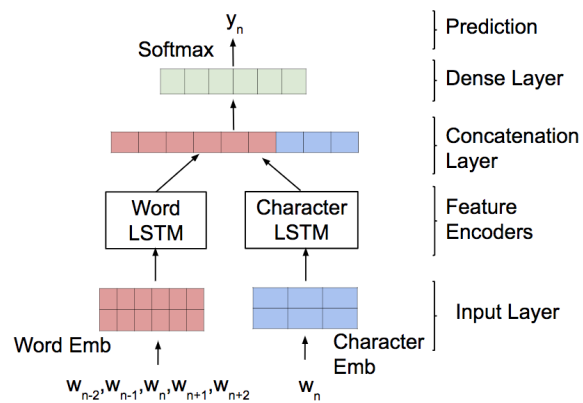 yn
Prediction
Softmax
Dense Layer
Concatenation
Layer
Word
LSTM
Character
LSTM
Feature
Encoders
Input Layer
Word Emb
Character
Emb
wn-2,wn-1,wn,wn+1,wn+2
wn